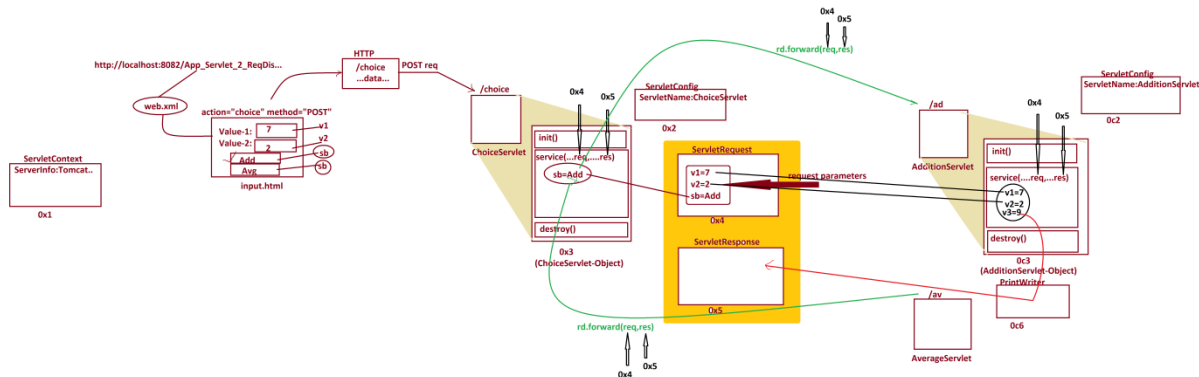 http://localhost:8082/App_Servlet_2_ReqDis...
web.xml
action="choice" method="POST"
Value-1: 7 v1
Value-2: 2 v2
Add sb
Avg sb
input.html
ServletContext
ServerInfo:Tomcat..
0x1
HTTP
/choice
...data...
POST req
/choice
ChoiceServlet
0x4
0x5
init()
service(...req,....res)
sb=Add
destroy()
0x3
(ChoiceServlet-Object)
ServletConfig
ServletName:ChoiceServlet
0x2
ServletRequest
v1=7
v2=2
sb=Add
0x4
request parameters
ServletResponse
0x5
0x4
0x5
rd.forward(req,res)
rd.forward(req,res)
0x4
0x5
/ad
AdditionServlet
ServletConfig
ServletName:AdditionServlet
0c2
0x4
0x5
init()
service(....req,...res)
v1=7
v2=2
v3=9
destroy()
0c3
(AdditionServlet-Object)
PrintWriter
0c6
/av
AverageServlet